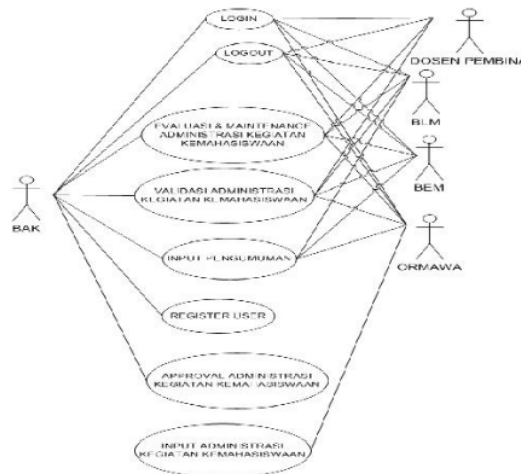 LOGIN
LOGOUT
DOSEN PEMBINA
BLM
EVALUASI & MAINTENANCE
ADMINISTRASI KEGIATAN
KEMAHASISWAAN
BEM
VALIDASI ADMINISTRASI
KEGIATAN KEMAHASISWAAN
BAK
ORMAWA
INPUT PENGUMUMAN
REGISTER USER
APPROVAL ADMINISTRASI
KEGIATAN KEMAHASISWAAN
INPUT ADMINISTRASI
KEGIATAN KEMAHASISWAAN